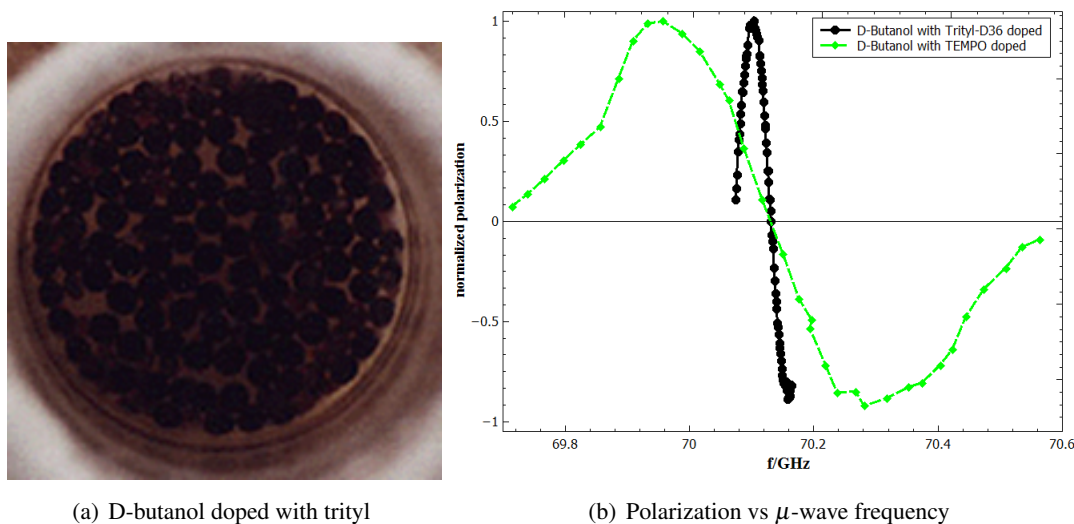 1
0.5
0
−0.5
−1
normalized polarization
D-Butanol with Trityl-D36 doped
D-Butanol with TEMPO doped
69.8
70
70.2
70.4
70.6
f/GHz
(a) D-butanol doped with trityl
(b) Polarization vs μ-wave frequency